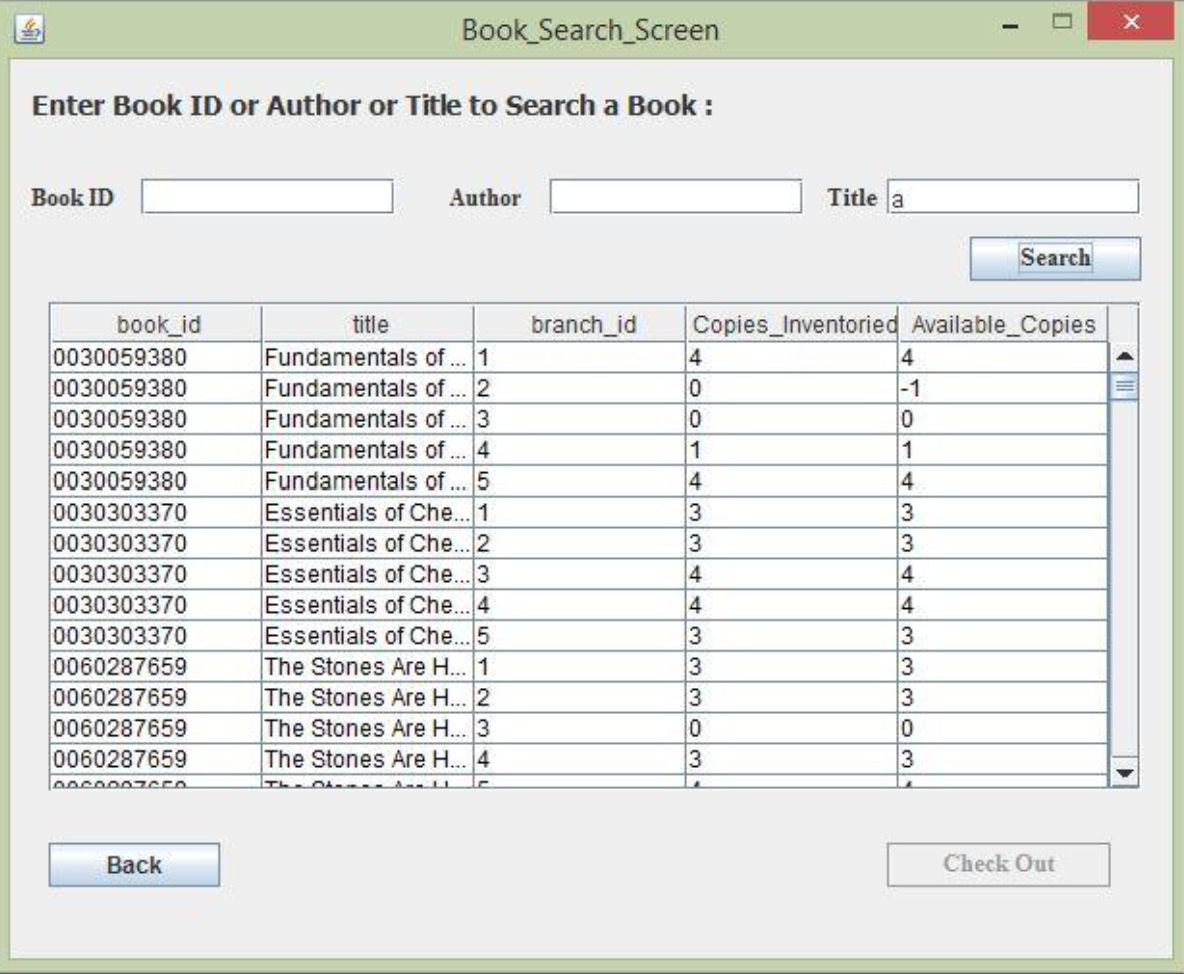 Book_Search_Screen
Enter Book ID or Author or Title to Search a Book :
Book ID Author Title a
Search
book_id title branch_id Copies_Inventoried Available_Copies
0030059380 Fundamentals of ... 1 4 4
0030059380 Fundamentals of ... 2 0 -1
0030059380 Fundamentals of ... 3 0 0
0030059380 Fundamentals of ... 4 1 1
0030059380 Fundamentals of ... 5 4 4
0030303370 Essentials of Che... 1 3 3
0030303370 Essentials of Che... 2 3 3
0030303370 Essentials of Che... 3 4 4
0030303370 Essentials of Che... 4 4 4
0030303370 Essentials of Che... 5 3 3
0060287659 The Stones Are H... 1 3 3
0060287659 The Stones Are H... 2 3 3
0060287659 The Stones Are H... 3 0 0
0060287659 The Stones Are H... 4 3 3
Back Check Out